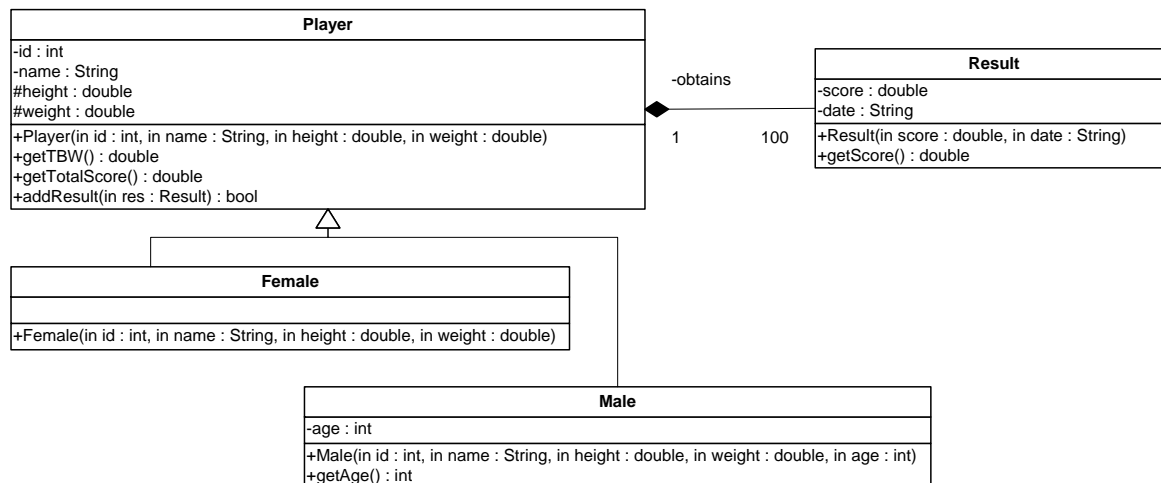 Player
-id : int
-name : String
#height : double
#weight : double
+Player(in id : int, in name : String, in height : double, in weight : double)
+getTBW() : double
+getTotalScore() : double
+addResult(in res : Result) : bool
-obtains
1
100
Result
-score : double
-date : String
+Result(in score : double, in date : String)
+getScore() : double
Female
+Female(in id : int, in name : String, in height : double, in weight : double)
Male
-age : int
+Male(in id : int, in name : String, in height : double, in weight : double, in age : int)
+getAge() : int